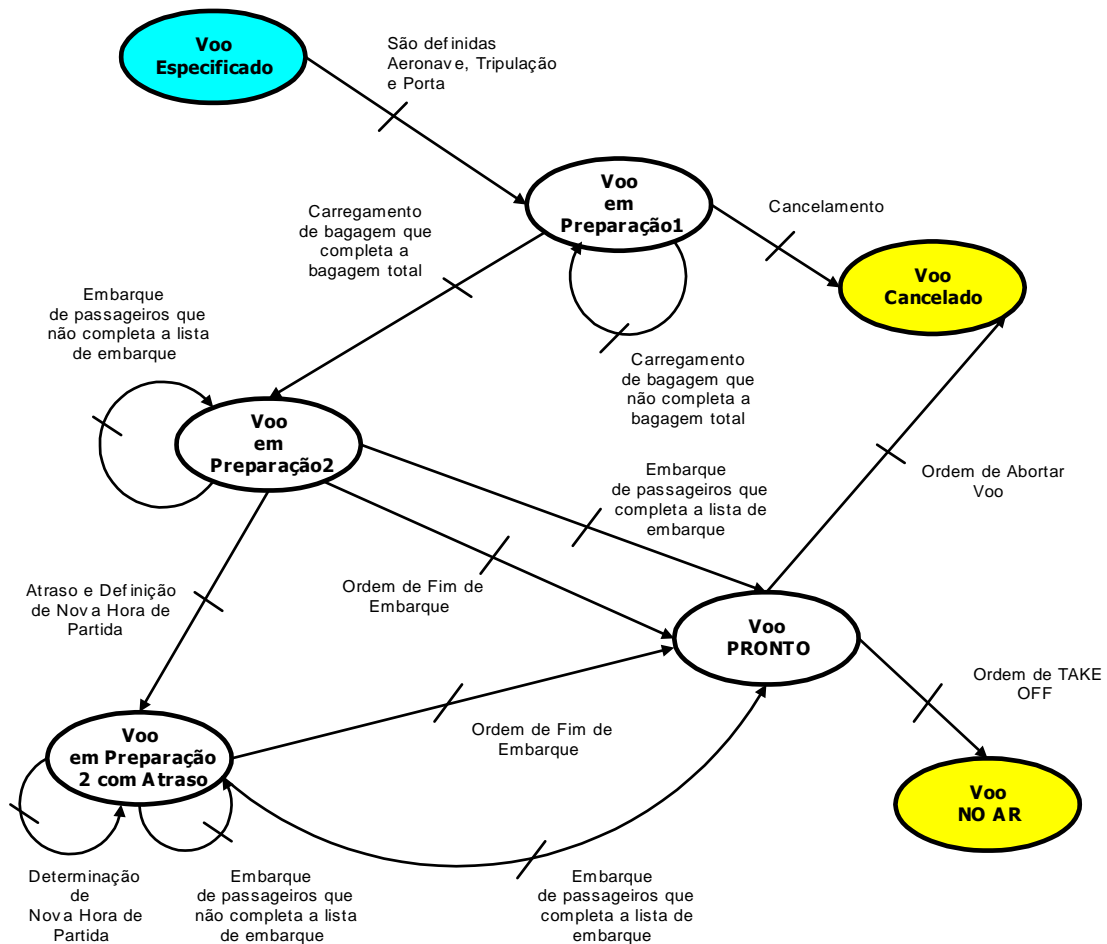 Voo
Especificado
São definidas
Aeronave, Tripulação
e Porta
Voo
em
Preparação1
Cancelamento
Voo
Cancelado
Carregamento
de bagagem que
completa a
bagagem total
Embarque
de passageiros que
não completa a lista
de embarque
Carregamento
de bagagem que
não completa a
bagagem total
Voo
em
Preparação2
Embarque
de passageiros que
completa a lista de
embarque
Ordem de Abortar
Voo
Atraso e Definição
de Nova Hora de
Partida
Ordem de Fim de
Embarque
Voo
PRONTO
Ordem de TAKE
OFF
Voo
em Preparação
2 com Atraso
Ordem de Fim de
Embarque
Voo
NO AR
Determinação
de
Nova Hora de
Partida
Embarque
de passageiros que
não completa a lista
de embarque
Embarque
de passageiros que
completa a lista de
embarque